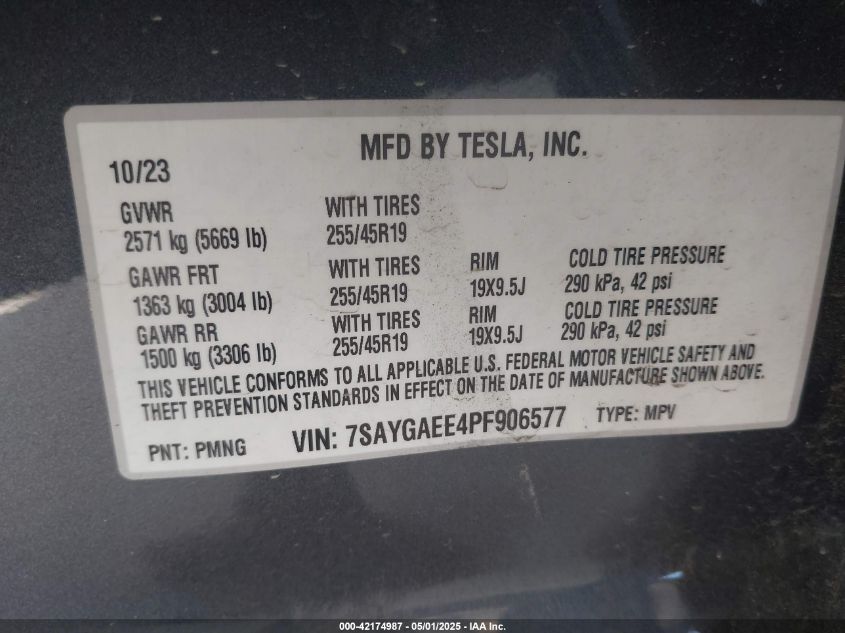 MFD BY TESLA, INC.
10/23
GVWR WITH TIRES
2571 kg (5669 lb) 255/45R19
GAWR FRT WITH TIRES RIM COLD TIRE PRESSURE
1363 kg (3004 lb) 255/45R19 19X9.5J 290 kPa, 42 psi
GAWR RR WITH TIRES RIM COLD TIRE PRESSURE
1500 kg (3306 lb) 255/45R19 19X9.5J 290 kPa, 42 psi
THIS VEHICLE CONFORMS TO ALL APPLICABLE U.S. FEDERAL MOTOR VEHICLE SAFETY AND
THEFT PREVENTION STANDARDS IN EFFECT ON THE DATE OF MANUFACTURE SHOWN ABOVE.
PNT: PMNG VIN: 7SAYGAEE4PF906577 TYPE: MPV
000-42174987 - 05/01/2025 - IAA Inc.